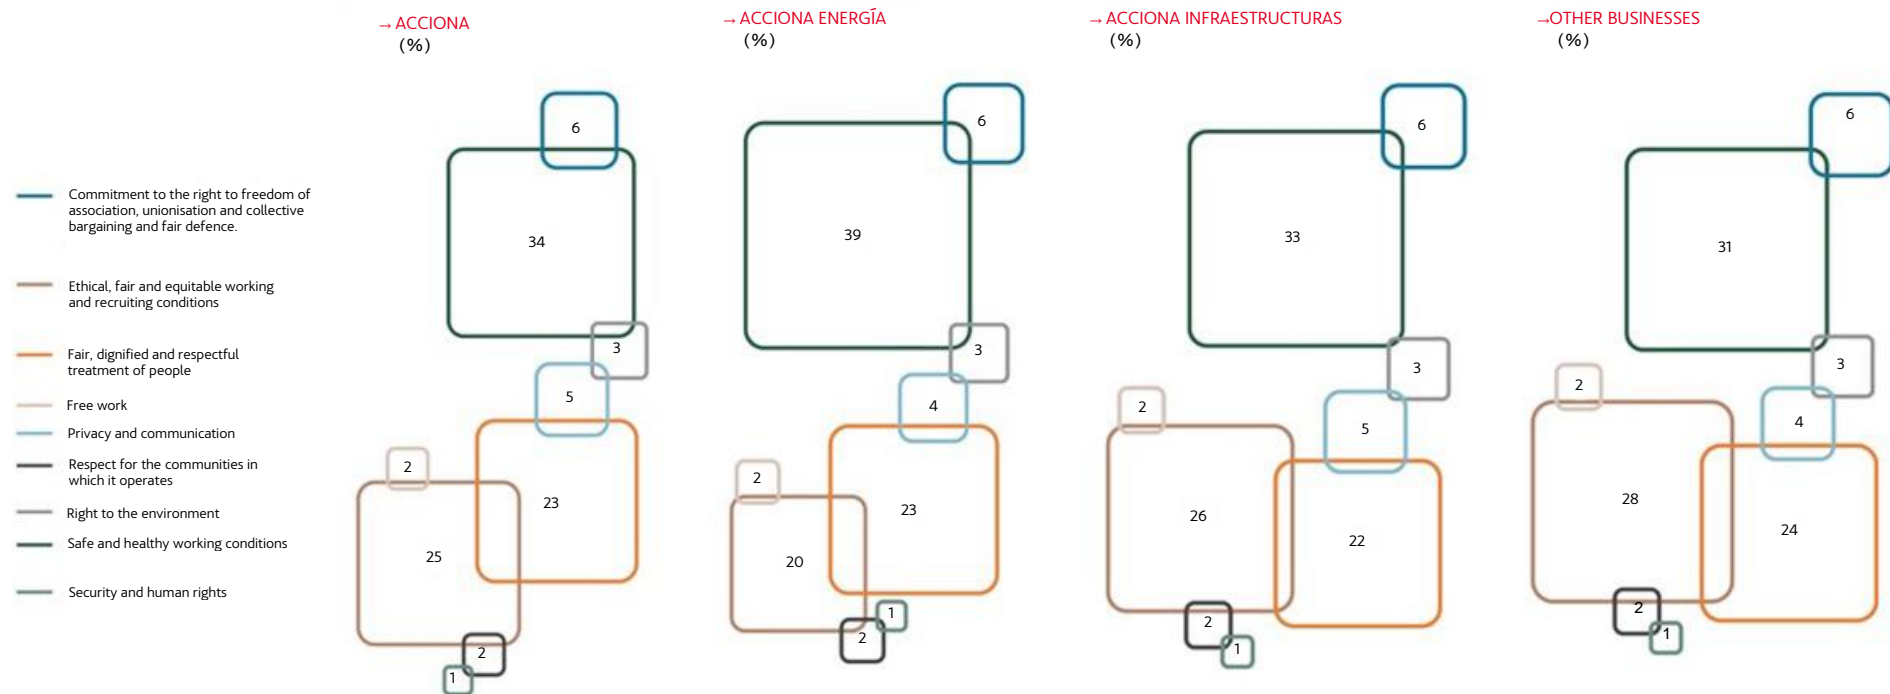 → ACCIONA
(%)
→ ACCIONA ENERGÍA
(%)
→ ACCIONA INFRAESTRUCTURAS
(%)
→OTHER BUSINESSES
(%)
Commitment to the right to freedom of
association, unionisation and collective
bargaining and fair defence.
Ethical, fair and equitable working
and recruiting conditions
Fair, dignified and respectful
treatment of people
Free work
Privacy and communication
Respect for the communities in
which it operates
Right to the environment
Safe and healthy working conditions
Security and human rights
6
34
3
5
2
23
25
2
1
6
39
3
4
2
23
20
1
2
6
33
3
2
5
26
22
2
1
6
31
3
2
4
28
24
2
1